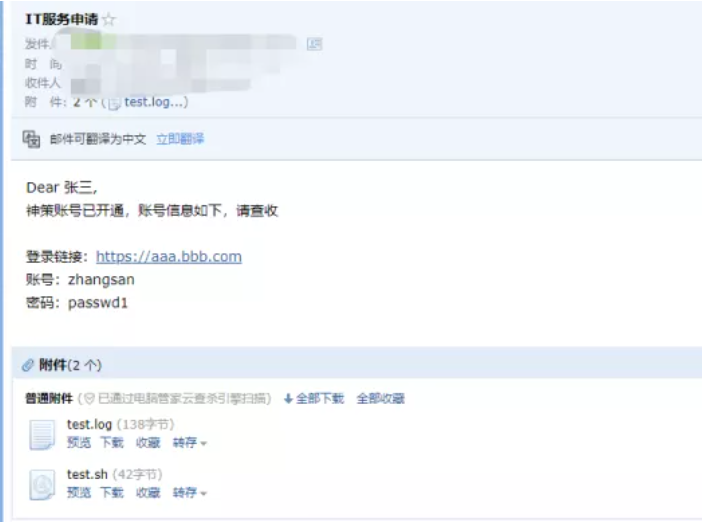 IT服务申请☆
发件
时 间
收件人
附 件: 2 个 ( test.log...)
邮件可翻译为中文 立即翻译
Dear 张三,
神策账号已开通，账号信息如下，请查收
登录链接：https://aaa.bbb.com
账号：zhangsan
密码：passwd1
附件(2 个)
普通附件 (已通过电脑管家云查杀引擎扫描) 全部下载 全部收藏
test.log (138字节)
预览 下载 收藏 转存
test.sh (42字节)
预览 下载 收藏 转存